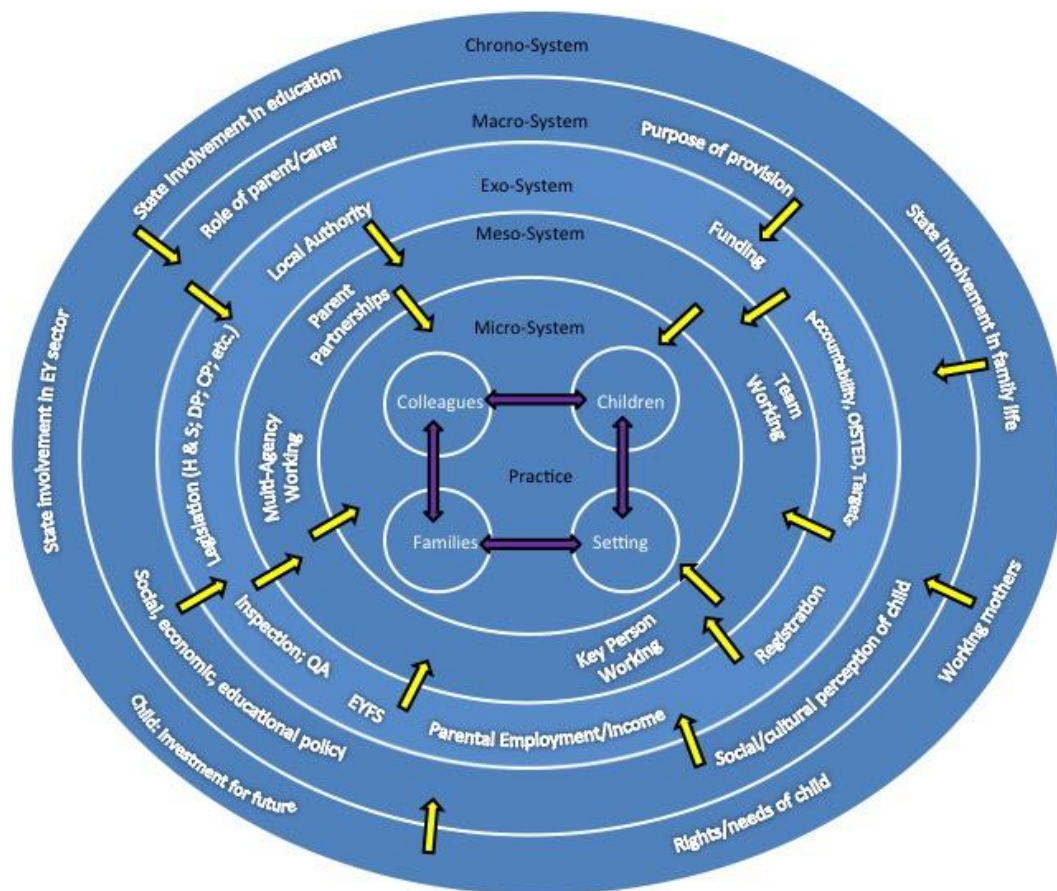 Chrono-System
State involvement in education
Macro-System
Purpose of provision
Role of parent/carer
Exo-System
Local Authority
Funding
State involvement in family life
Meso-System
Parent
Partnerships
Micro-System
Accountability, OfSTED, Targets
State involvement in EY sector
Legislation (H & S; DP; CP; etc.)
Colleagues
Children
Team
Working
Multi-Agency
Working
Practice
Families
Setting
Inspection; QA
Key Person
Working
Registration
Working mothers
Social, economic, educational policy
EYFS
Parental Employment/Income
Social/cultural perception of child
Child: Investment for future
Rights/needs of child